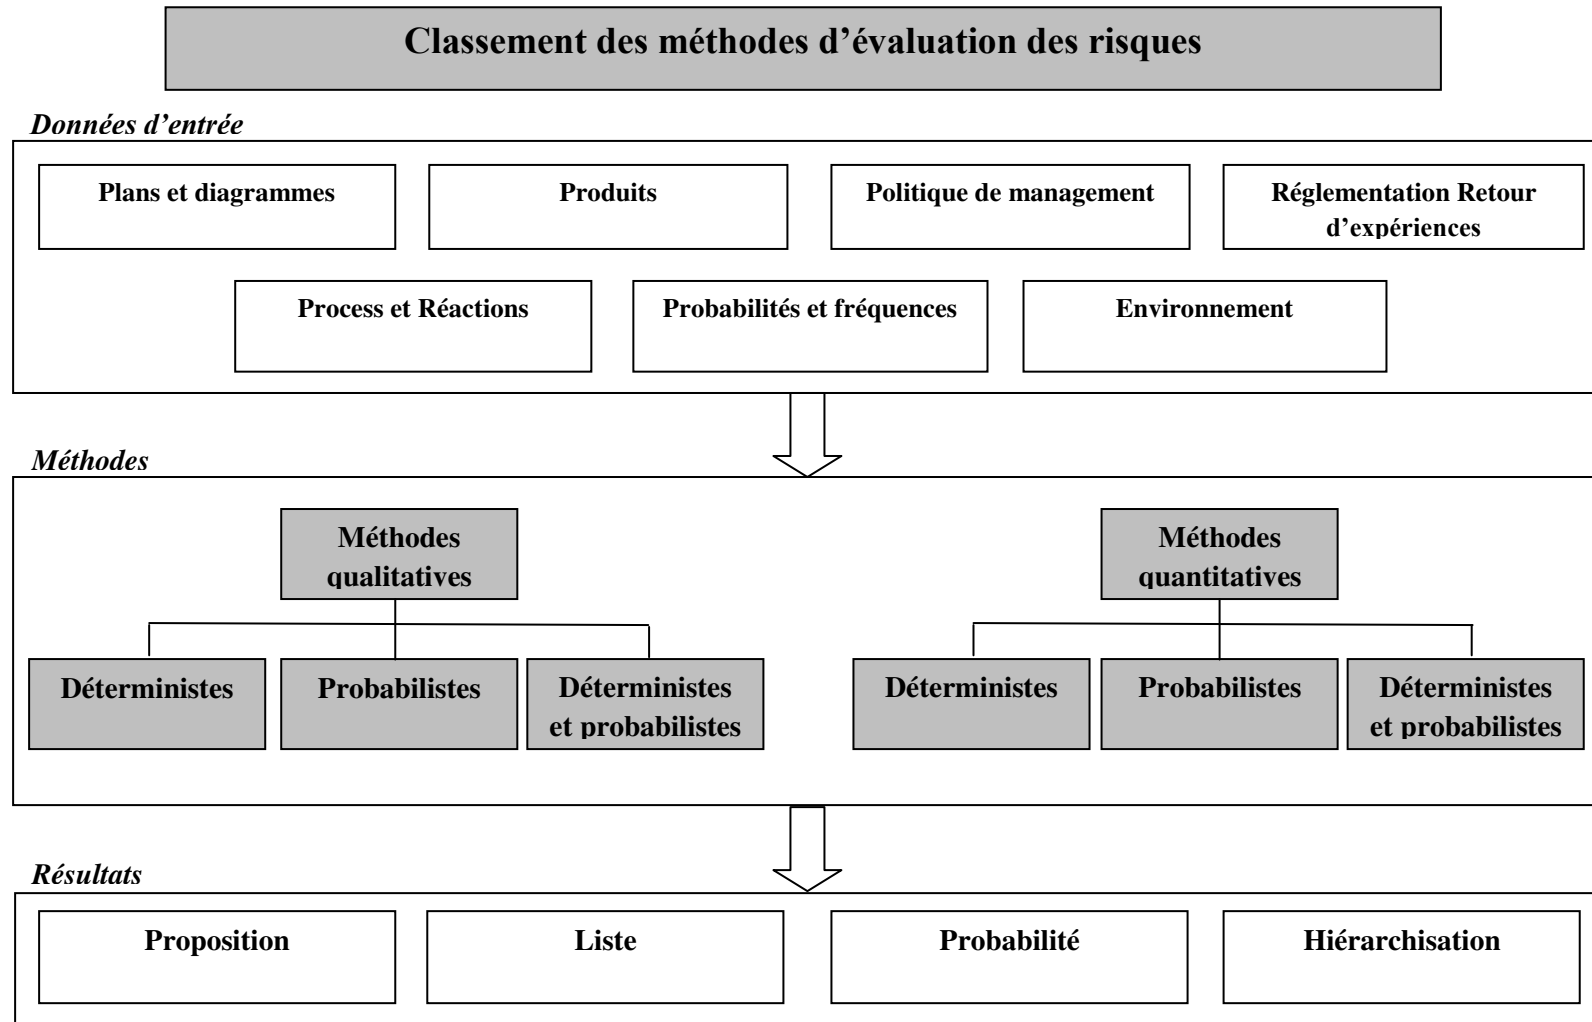 Classement des méthodes d’évaluation des risques
Données d’entrée
Plans et diagrammes
Produits
Politique de management
Réglementation Retour
d’expériences
Process et Réactions
Probabilités et fréquences
Environnement
Méthodes
Méthodes
qualitatives
Méthodes
quantitatives
Déterministes
Probabilistes
Déterministes
et probabilistes
Déterministes
Probabilistes
Déterministes
et probabilistes
Résultats
Proposition
Liste
Probabilité
Hiérarchisation